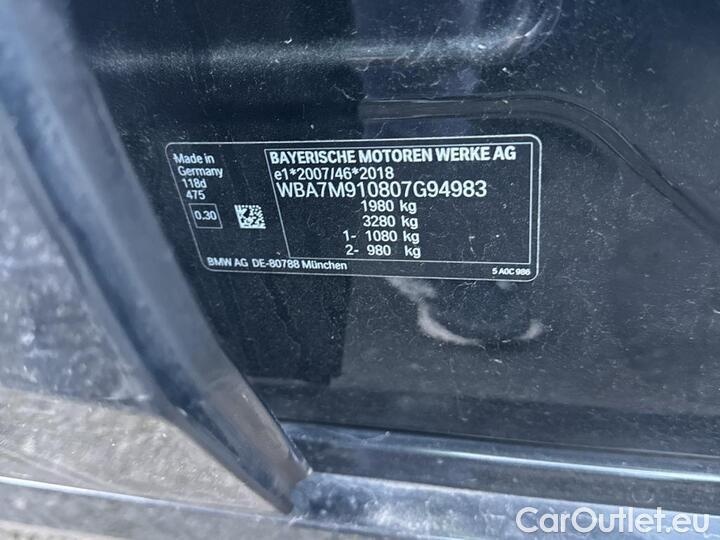 Made in
Germany
118d
475
0.30
BAYERISCHE MOTOREN WERKE AG
e1*2007/46*2018
WBA7M910807G94983
1980 kg
3280 kg
1- 1080 kg
2- 980 kg
BMW AG DE-80788 München
5 A0C 986
CarOutlet.eu